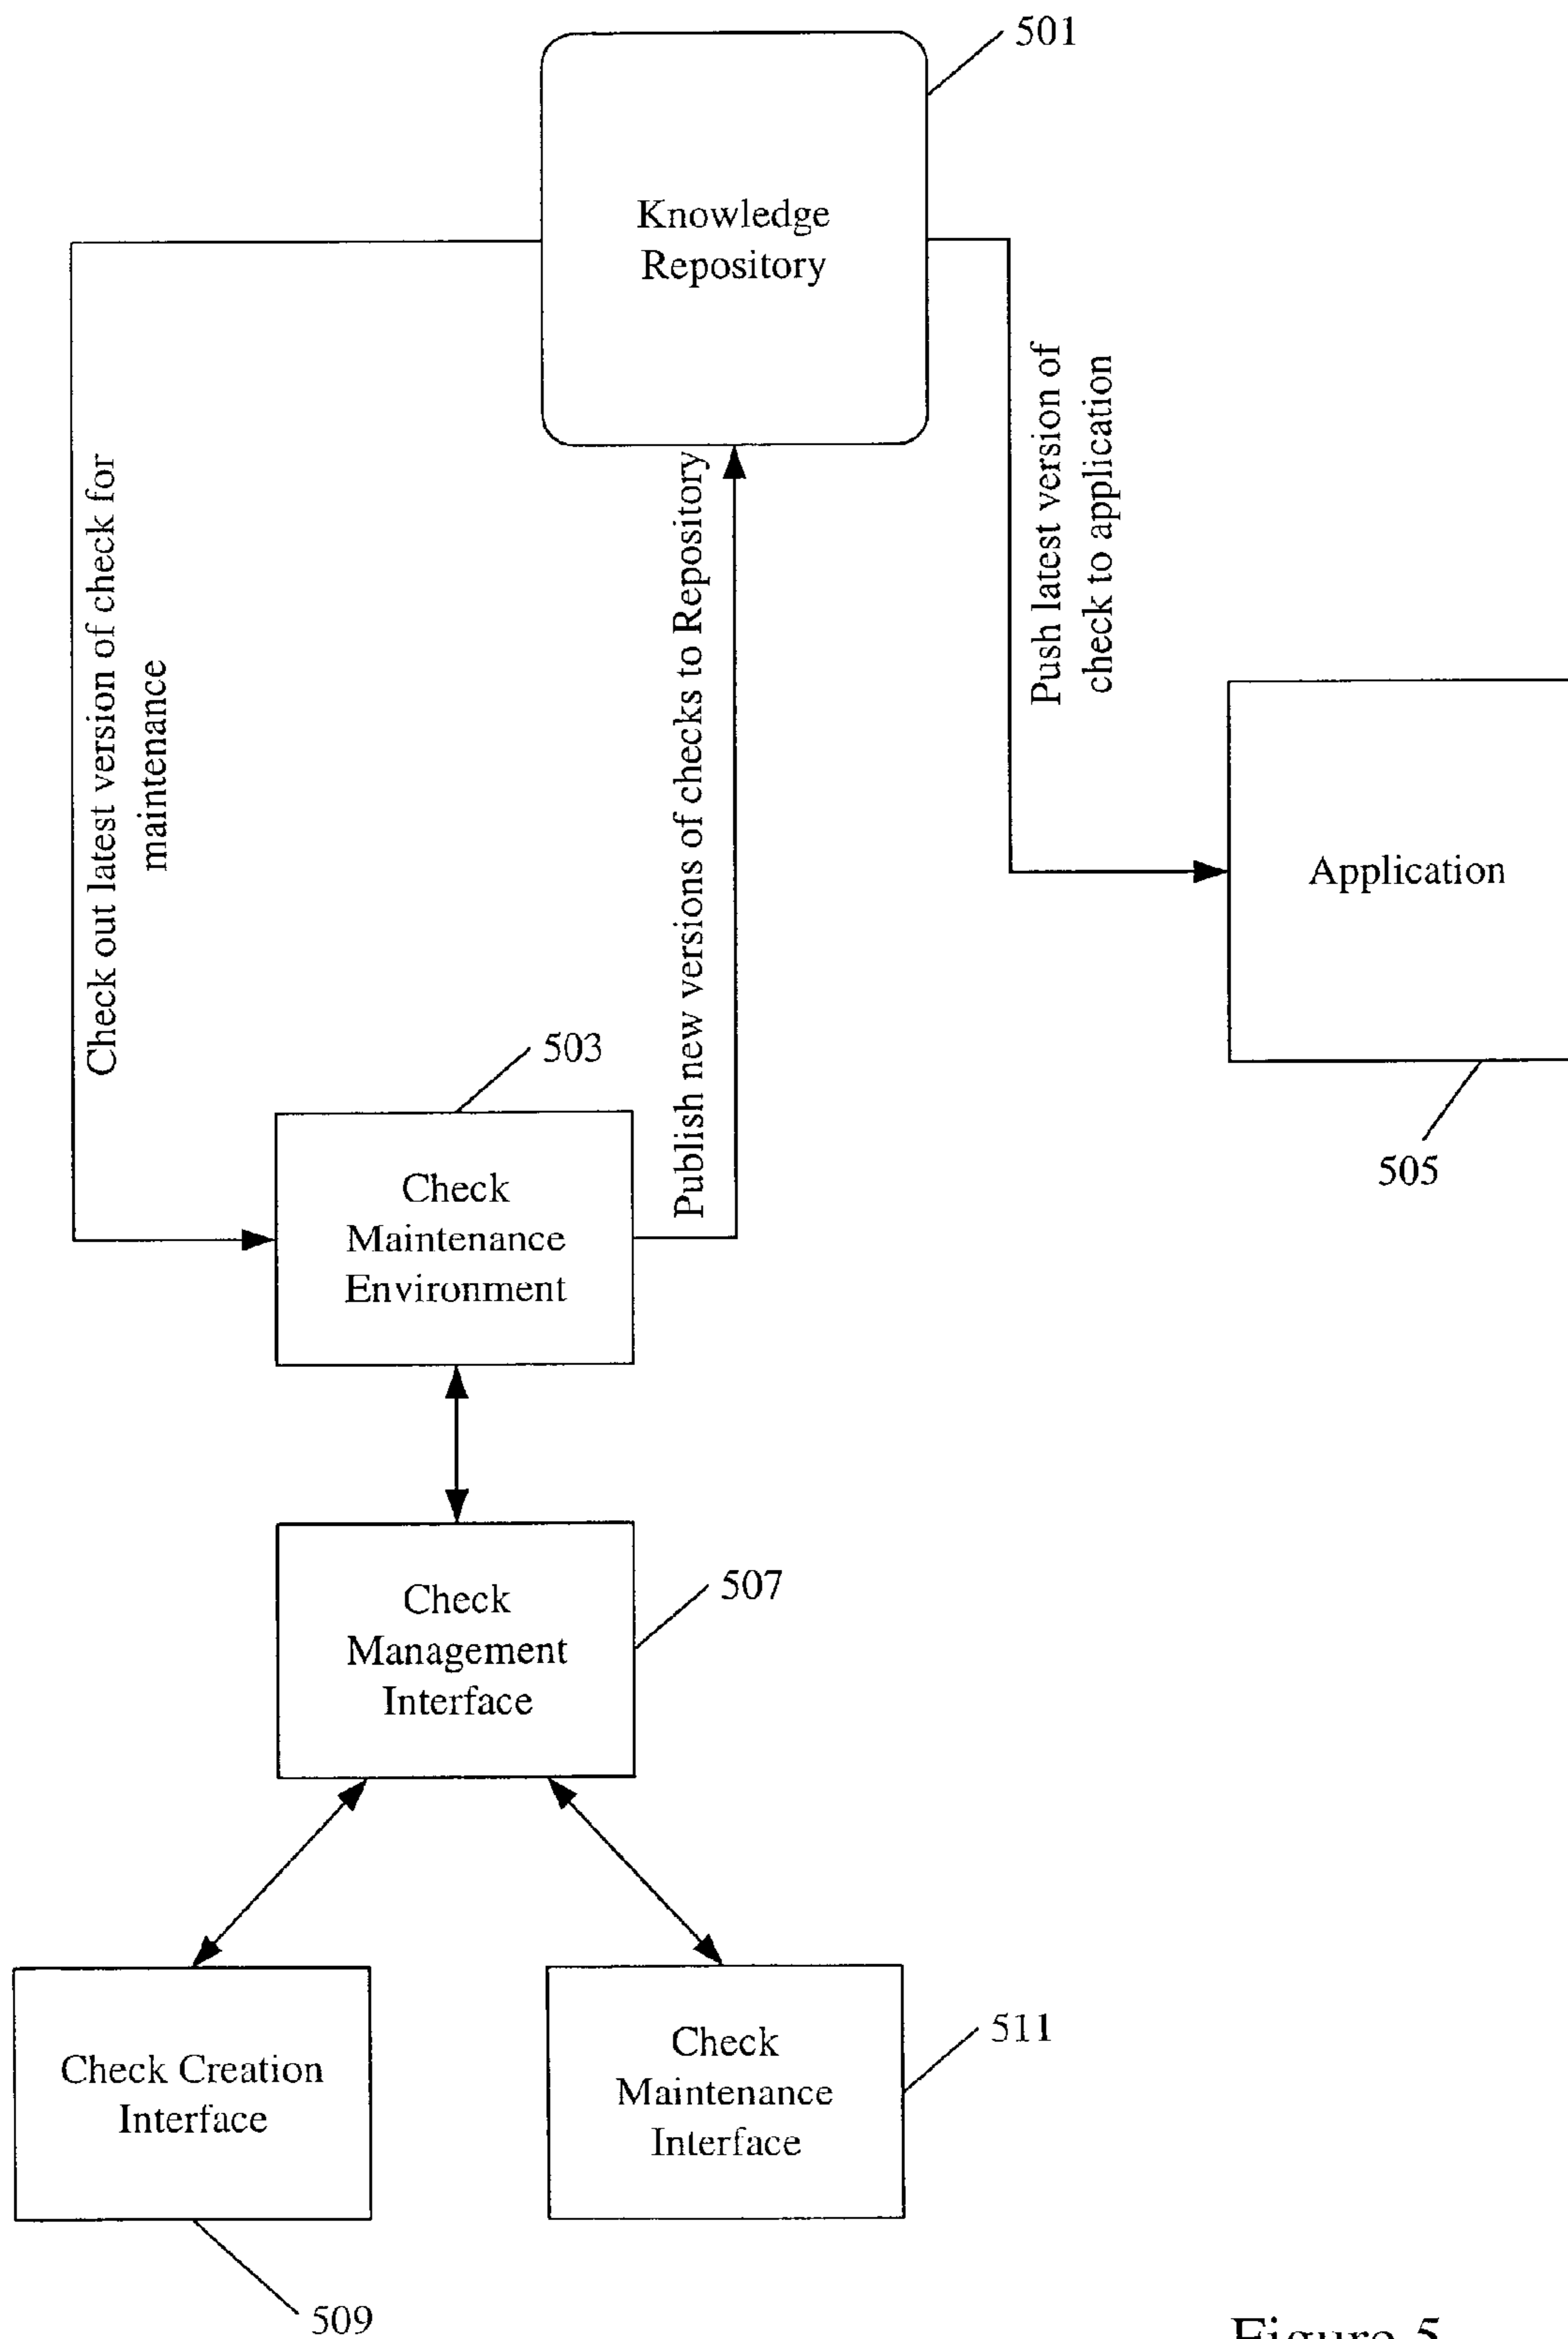 501
Knowledge
Repository
Check out latest version of check for
maintenance
Publish new versions of checks to Repository
Push latest version of
check to application
Application
505
503
Check
Maintenance
Environment
507
Check
Management
Interface
Check Creation
Interface
509
Check
Maintenance
Interface
511
Figure 5